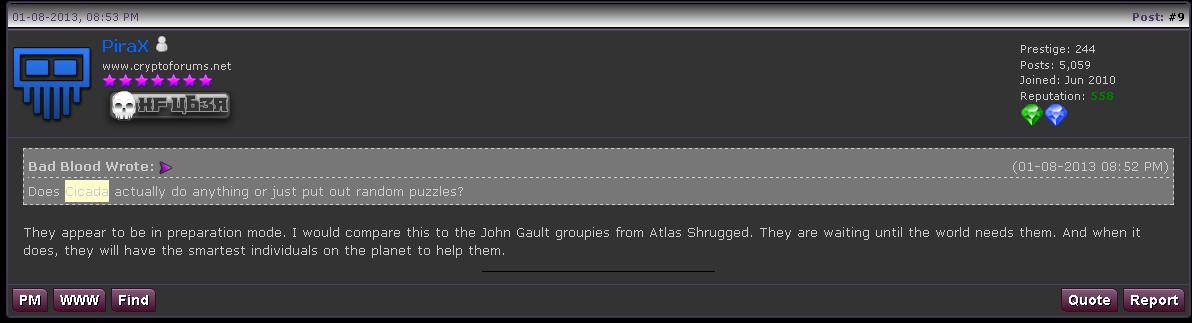 01-08-2013, 08:53 PM Post: #9
PiraX
www.cryptoforums.net
HF ЦБЗЯ
Prestige: 244
Posts: 5,059
Joined: Jun 2010
Reputation: 558
Bad Blood Wrote: (01-08-2013 08:52 PM)
Does Cicada actually do anything or just put out random puzzles?
They appear to be in preparation mode. I would compare this to the John Gault groupies from Atlas Shrugged. They are waiting until the world needs them. And when it
does, they will have the smartest individuals on the planet to help them.
PM WWW Find Quote Report